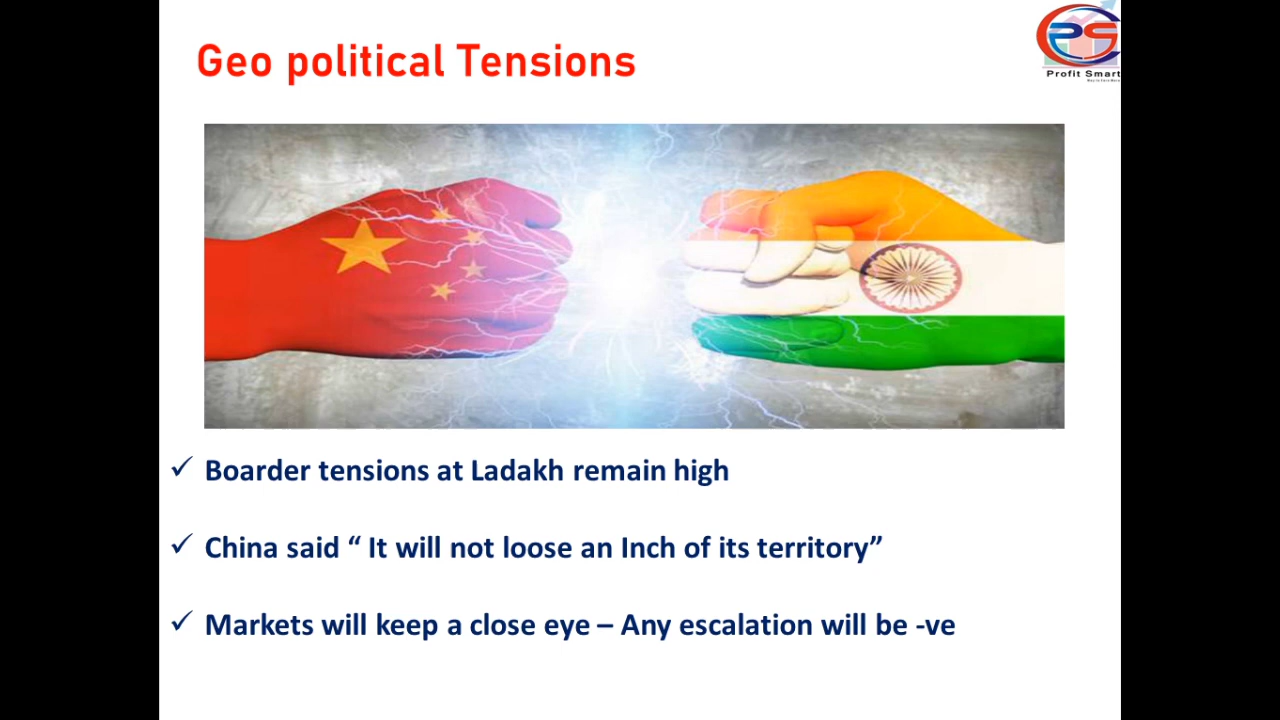 Geo political Tensions
PS
Profit Smart
✓ Boarder tensions at Ladakh remain high
✓ China said “ It will not loose an Inch of its territory”
✓ Markets will keep a close eye – Any escalation will be -ve